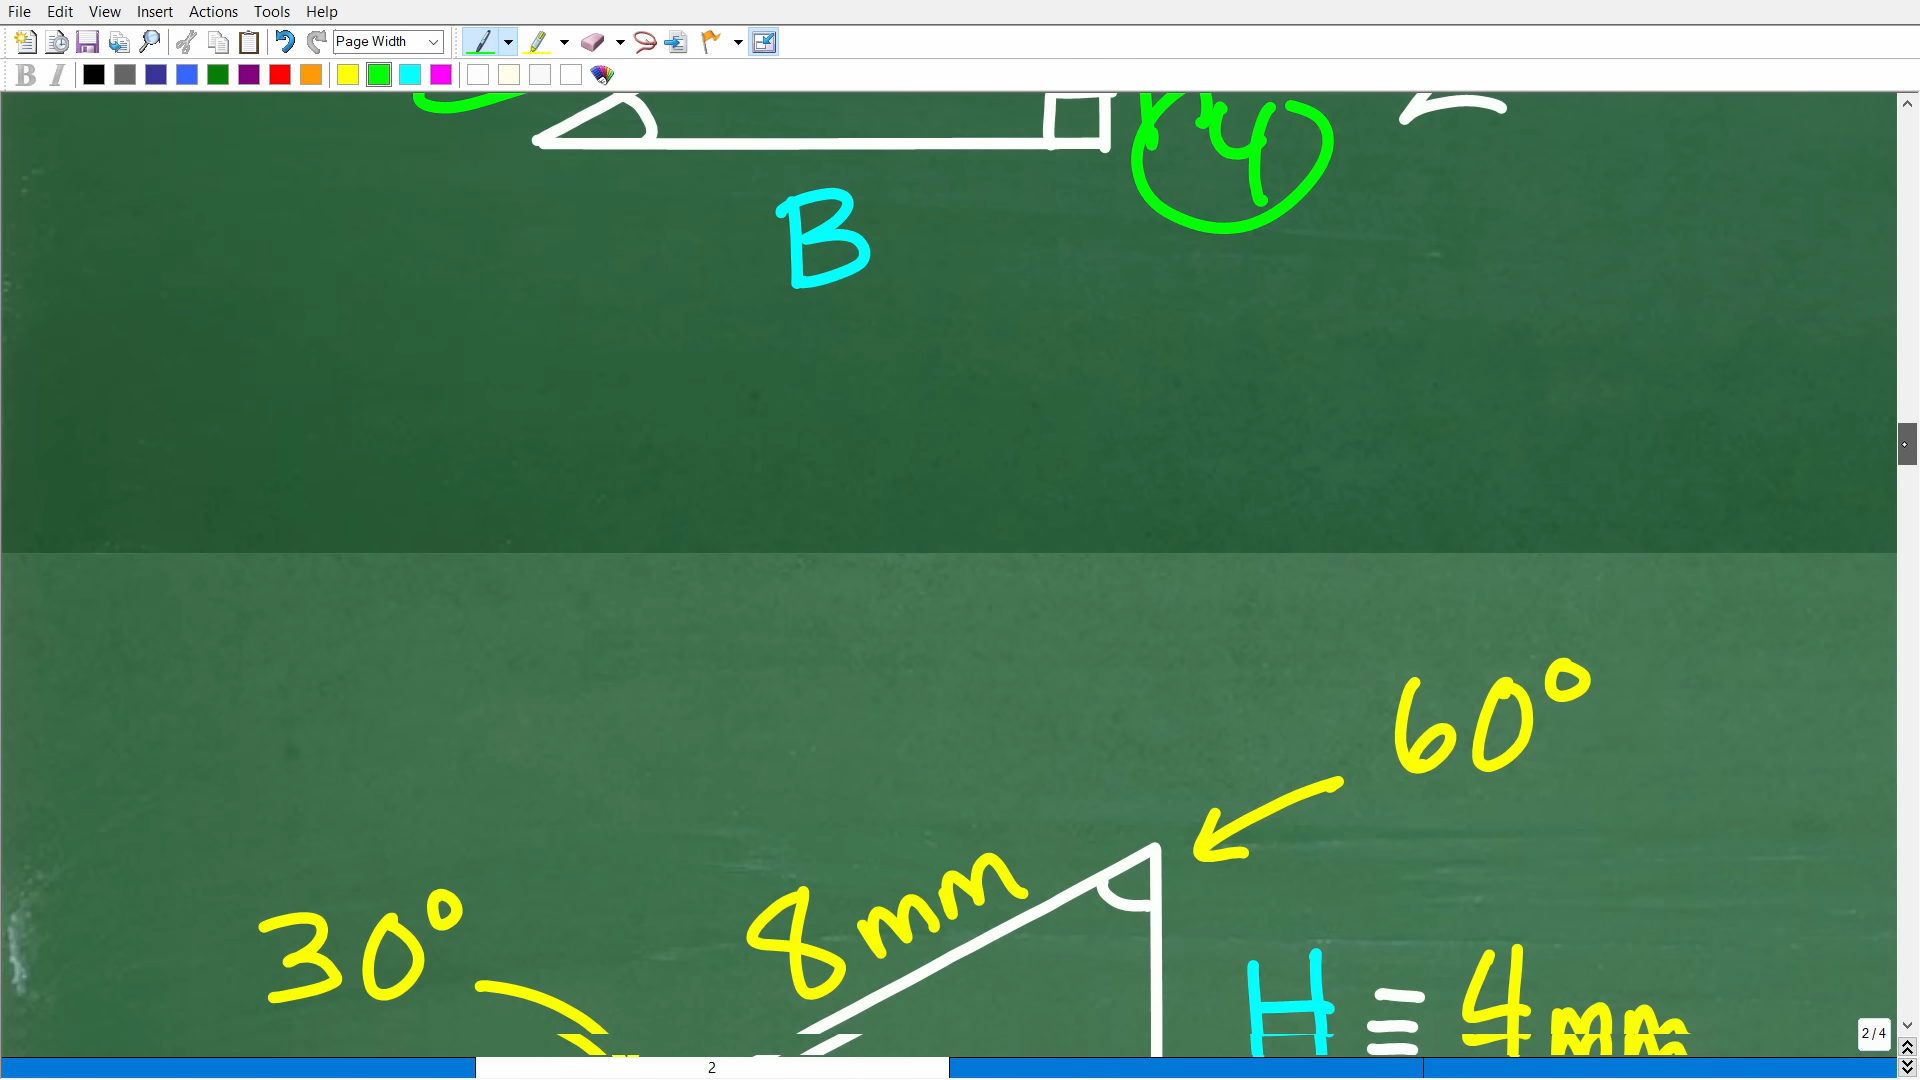 File Edit View Insert Actions Tools Help
Page Width
B I
4
B
60°
30°
8mm
H = 4mm
2 / 4
2